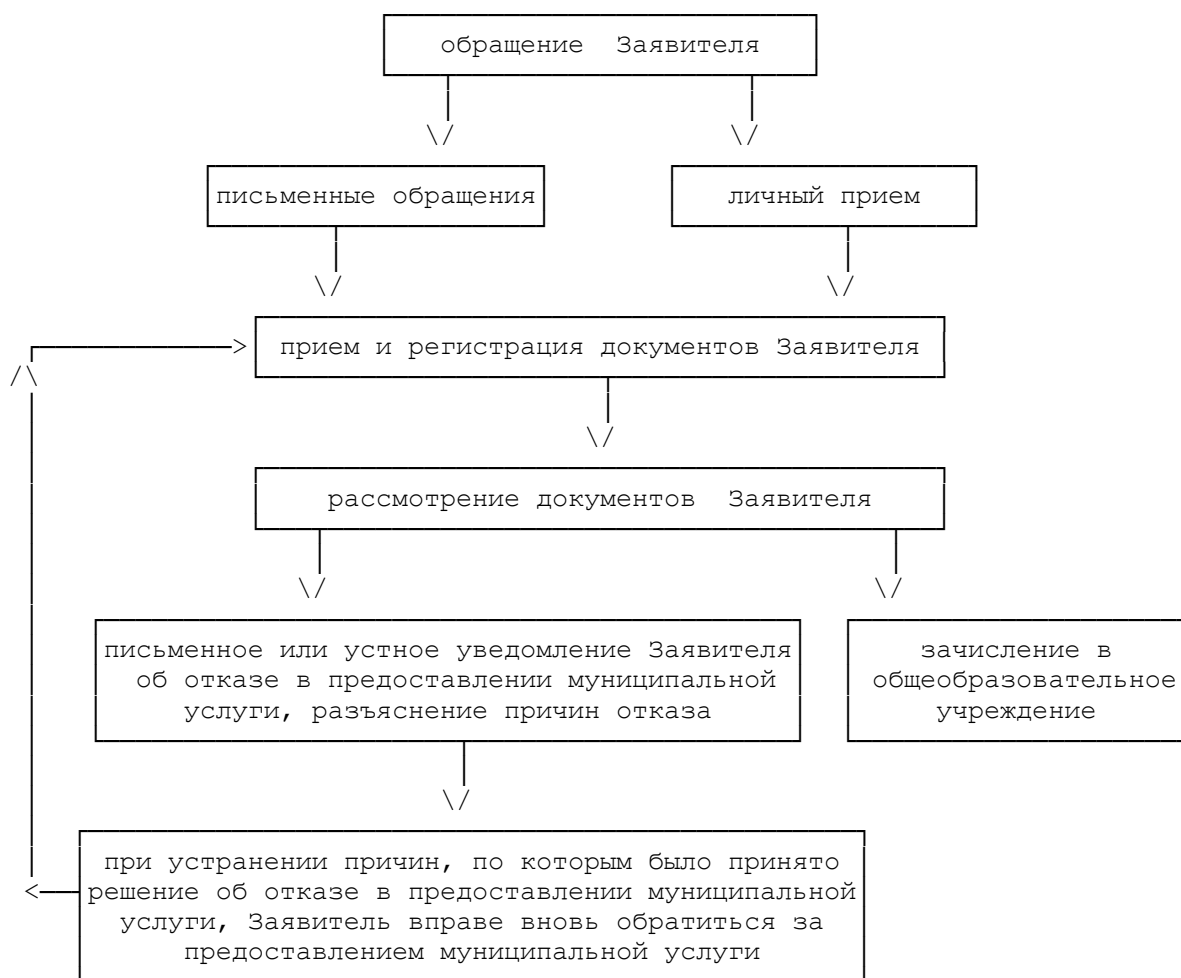 обращение Заявителя
письменные обращения
личный прием
прием и регистрация документов Заявителя
рассмотрение документов Заявителя
письменное или устное уведомление Заявителя
об отказе в предоставлении муниципальной
услуги, разъяснение причин отказа
зачисление в
общеобразовательное
учреждение
при устранении причин, по которым было принято
решение об отказе в предоставлении муниципальной
услуги, Заявитель вправе вновь обратиться за
предоставлением муниципальной услуги